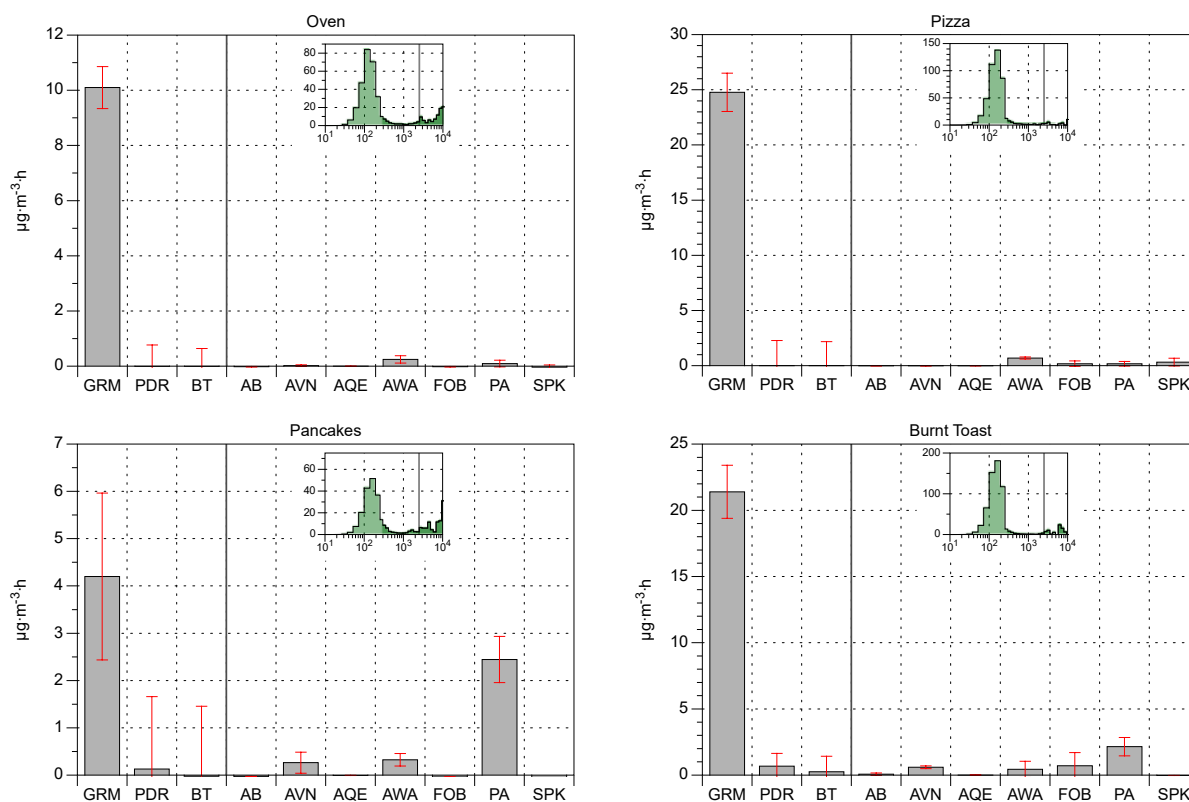 Oven
µg·m⁻³·h
12
10
8
6
4
2
0
80
60
40
20
0
10¹ 10² 10³ 10⁴
GRM PDR BT AB AVN AQE AWA FOB PA SPK
Pizza
µg·m⁻³·h
30
25
20
15
10
5
0
150
100
50
0
10¹ 10² 10³ 10⁴
GRM PDR BT AB AVN AQE AWA FOB PA SPK
Pancakes
µg·m⁻³·h
7
6
5
4
3
2
1
0
60
40
20
0
10¹ 10² 10³ 10⁴
GRM PDR BT AB AVN AQE AWA FOB PA SPK
Burnt Toast
µg·m⁻³·h
25
20
15
10
5
0
200
100
0
10¹ 10² 10³ 10⁴
GRM PDR BT AB AVN AQE AWA FOB PA SPK